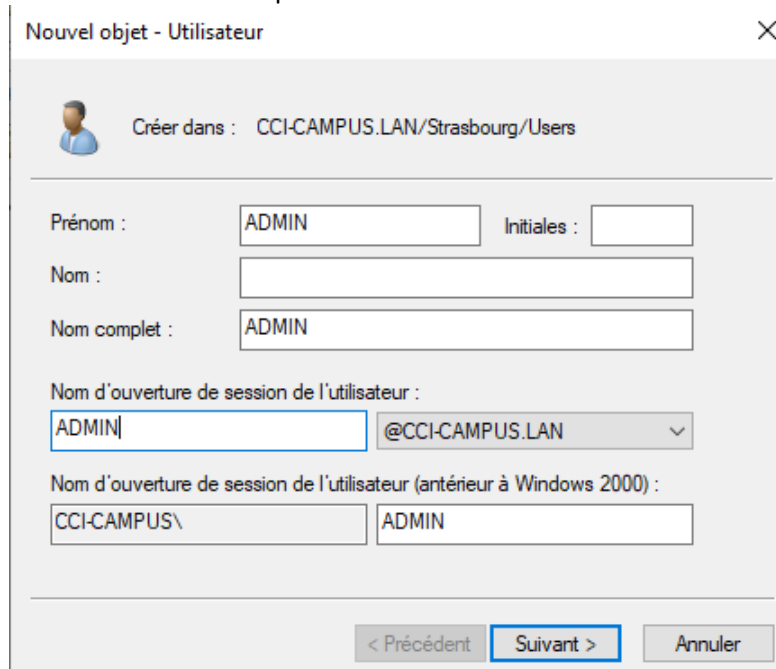 Nouvel objet - Utilisateur
Créer dans : CCI-CAMPUS.LAN/Strasbourg/Users
Prénom : ADMIN Initiales :
Nom :
Nom complet : ADMIN
Nom d'ouverture de session de l'utilisateur :
ADMIN @CCI-CAMPUS.LAN
Nom d'ouverture de session de l'utilisateur (antérieur à Windows 2000) :
CCI-CAMPUS\ ADMIN
< Précédent Suivant > Annuler